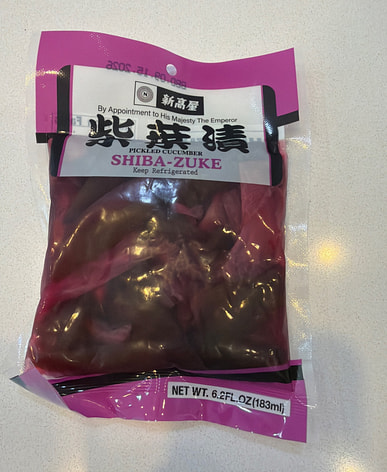 新高屋
By Appointment to His Majesty The Emperor
柴葉漬
PICKLED CUCUMBER
SHIBA-ZUKE
Keep Refrigerated
NET WT. 6.2FL.OZ(183ml)